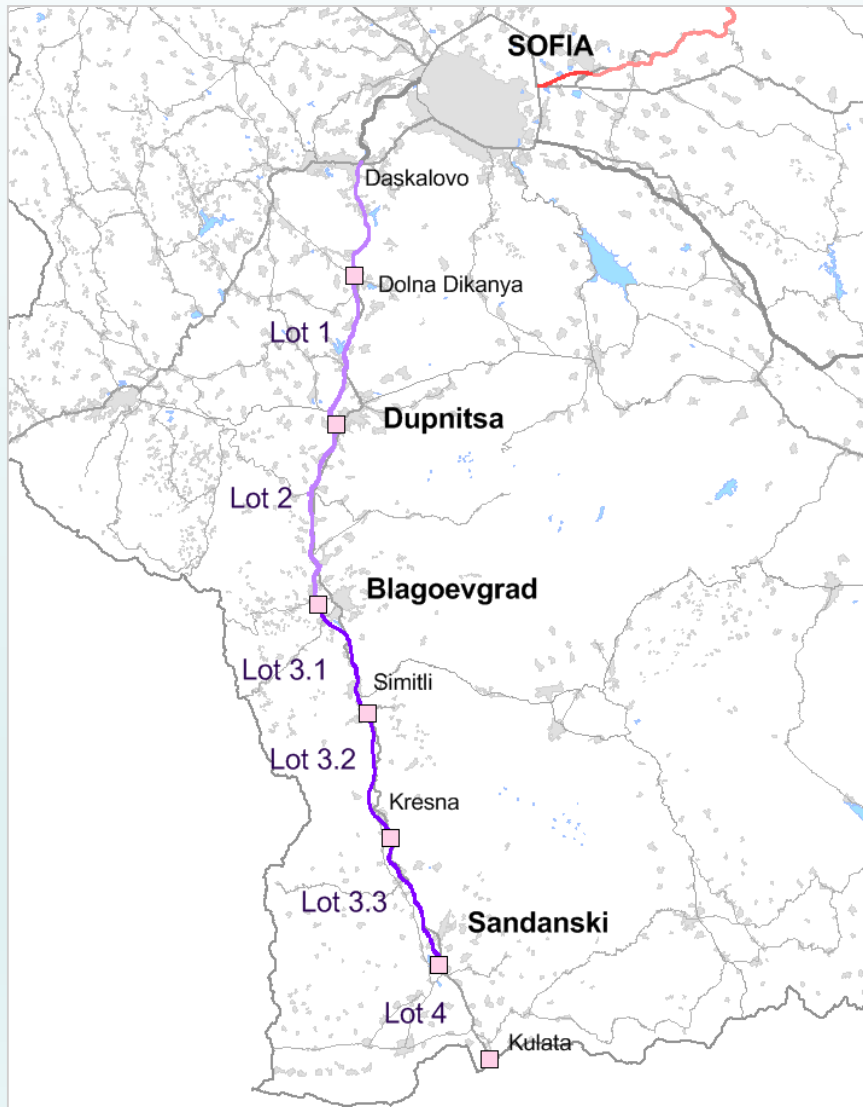 SOFIA
Daskalovo
Dolna Dikanya
Lot 1
Dupnitsa
Lot 2
Blagoevgrad
Lot 3.1
Simitli
Lot 3.2
Kresna
Lot 3.3
Sandanski
Lot 4
Kulata